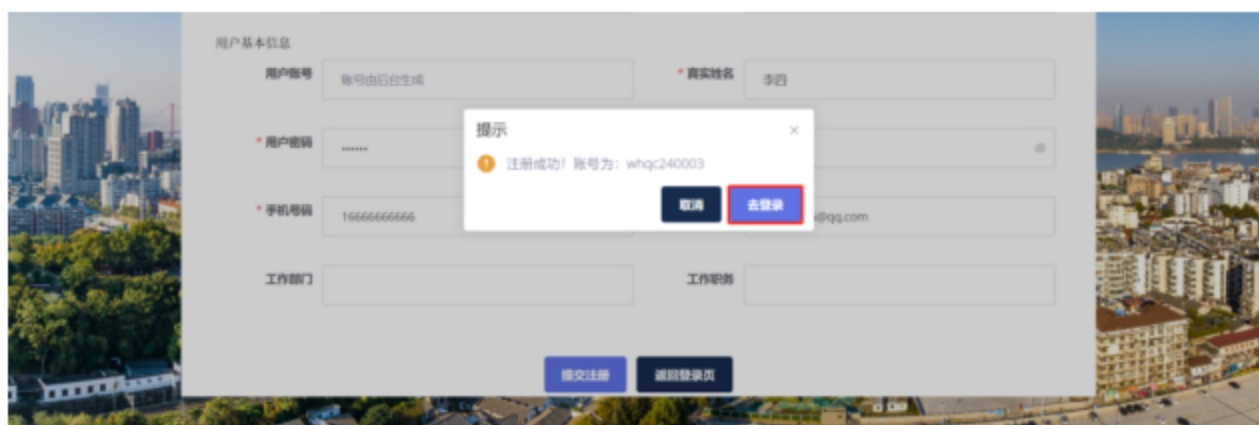 用户基本信息
用户账号 账号由后台生成 * 真实姓名 李四
提示 ×
* 用户密码 ······
注册成功！账号为：whqc240003
取消 去登录
* 手机号码 16666666666 @qq.com
工作部门 工作职务
提交注册 返回登录页